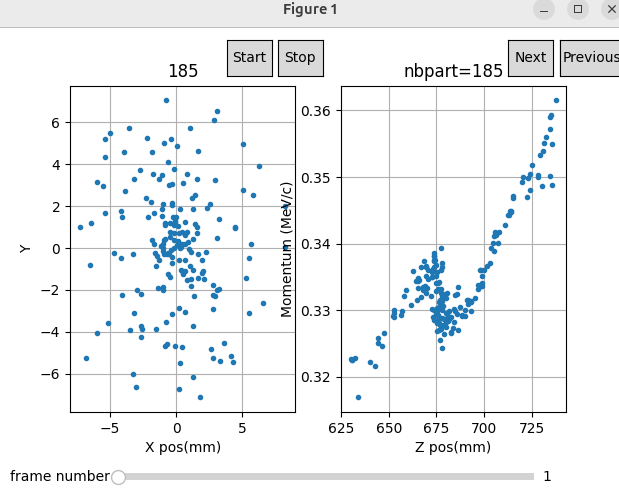 Figure 1
Start
Stop
Next
Previous
185
nbpart=185
6
4
2
0
−2
−4
−6
Y
−5
0
5
X pos(mm)
0.36
0.35
0.34
0.33
0.32
Momentum (MeV/c)
625
650
675
700
725
Z pos(mm)
frame number
1